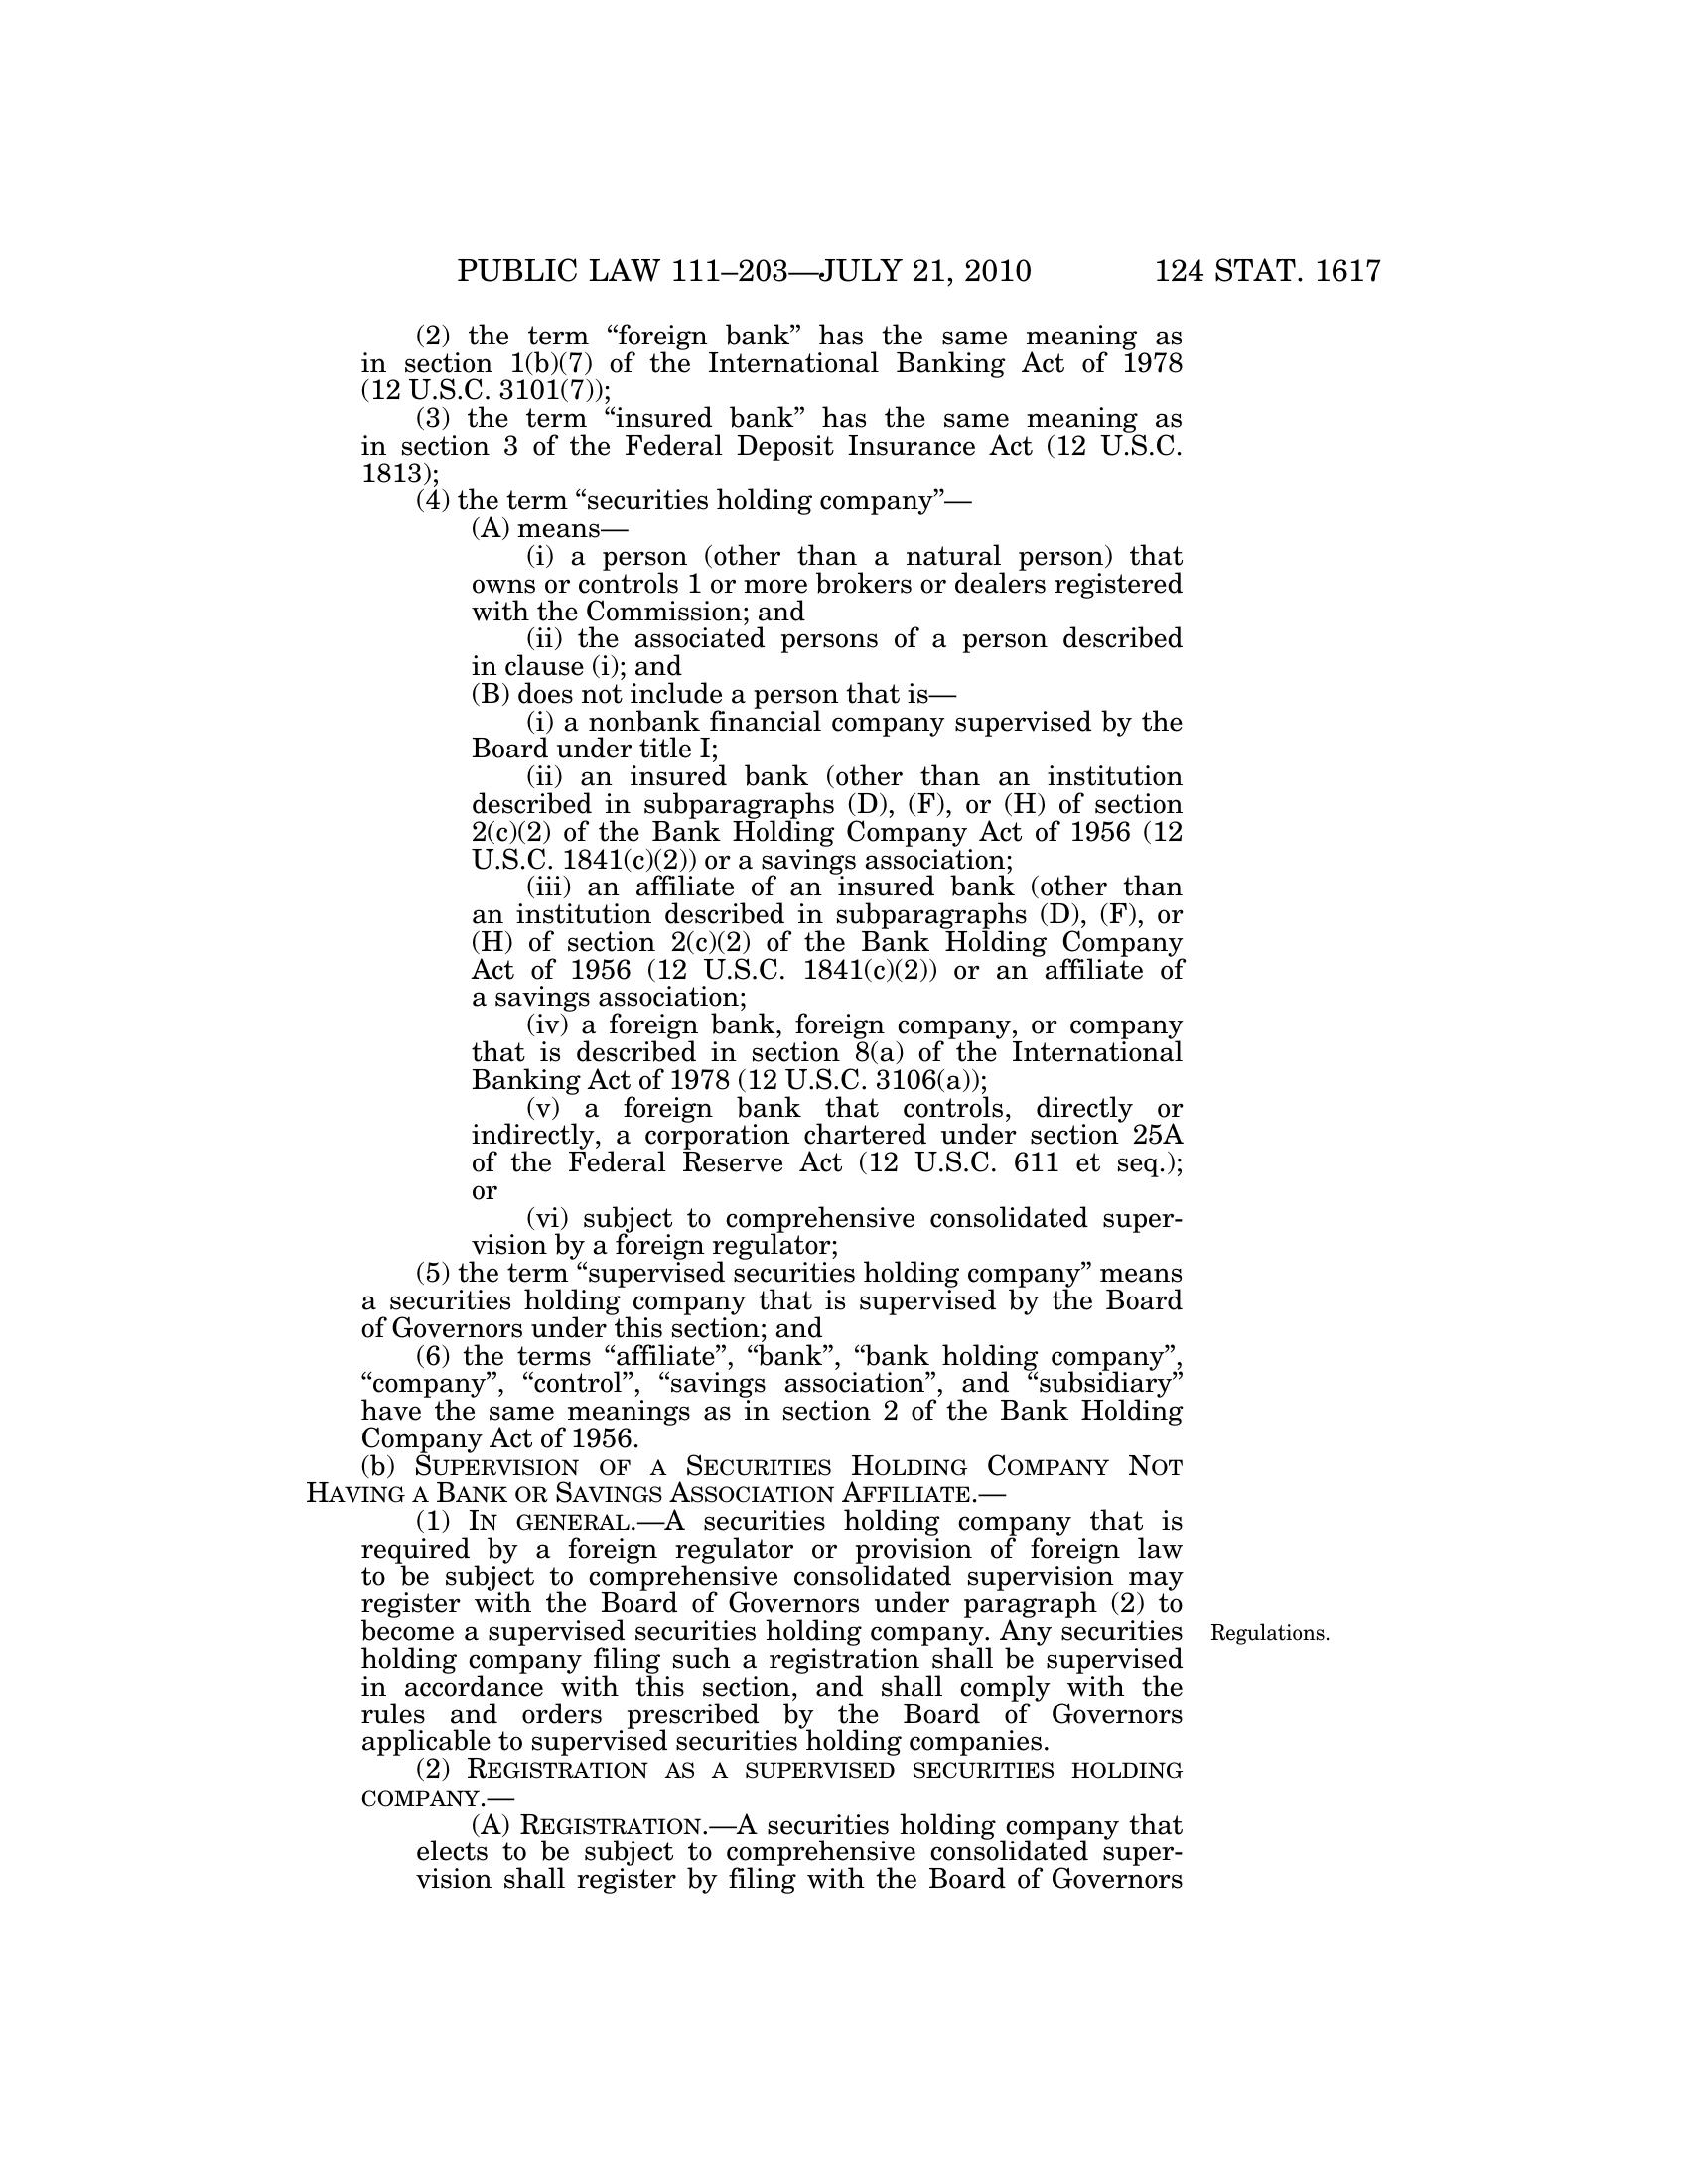 PUBLIC LAW 111–203—JULY 21, 2010 124 STAT. 1617
(2) the term “foreign bank” has the same meaning as
in section 1(b)(7) of the International Banking Act of 1978
(12 U.S.C. 3101(7));
(3) the term “insured bank” has the same meaning as
in section 3 of the Federal Deposit Insurance Act (12 U.S.C.
1813);
(4) the term “securities holding company”—
(A) means—
(i) a person (other than a natural person) that
owns or controls 1 or more brokers or dealers registered
with the Commission; and
(ii) the associated persons of a person described
in clause (i); and
(B) does not include a person that is—
(i) a nonbank financial company supervised by the
Board under title I;
(ii) an insured bank (other than an institution
described in subparagraphs (D), (F), or (H) of section
2(c)(2) of the Bank Holding Company Act of 1956 (12
U.S.C. 1841(c)(2)) or a savings association;
(iii) an affiliate of an insured bank (other than
an institution described in subparagraphs (D), (F), or
(H) of section 2(c)(2) of the Bank Holding Company
Act of 1956 (12 U.S.C. 1841(c)(2)) or an affiliate of
a savings association;
(iv) a foreign bank, foreign company, or company
that is described in section 8(a) of the International
Banking Act of 1978 (12 U.S.C. 3106(a));
(v) a foreign bank that controls, directly or
indirectly, a corporation chartered under section 25A
of the Federal Reserve Act (12 U.S.C. 611 et seq.);
or
(vi) subject to comprehensive consolidated super-
vision by a foreign regulator;
(5) the term “supervised securities holding company” means
a securities holding company that is supervised by the Board
of Governors under this section; and
(6) the terms “affiliate”, “bank”, “bank holding company”,
“company”, “control”, “savings association”, and “subsidiary”
have the same meanings as in section 2 of the Bank Holding
Company Act of 1956.
(b) SUPERVISION OF A SECURITIES HOLDING COMPANY NOT
HAVING A BANK OR SAVINGS ASSOCIATION AFFILIATE.—
(1) IN GENERAL.—A securities holding company that is
required by a foreign regulator or provision of foreign law
to be subject to comprehensive consolidated supervision may
register with the Board of Governors under paragraph (2) to
become a supervised securities holding company. Any securities
holding company filing such a registration shall be supervised
in accordance with this section, and shall comply with the
rules and orders prescribed by the Board of Governors
applicable to supervised securities holding companies.
Regulations.
(2) REGISTRATION AS A SUPERVISED SECURITIES HOLDING
COMPANY.—
(A) REGISTRATION.—A securities holding company that
elects to be subject to comprehensive consolidated super-
vision shall register by filing with the Board of Governors